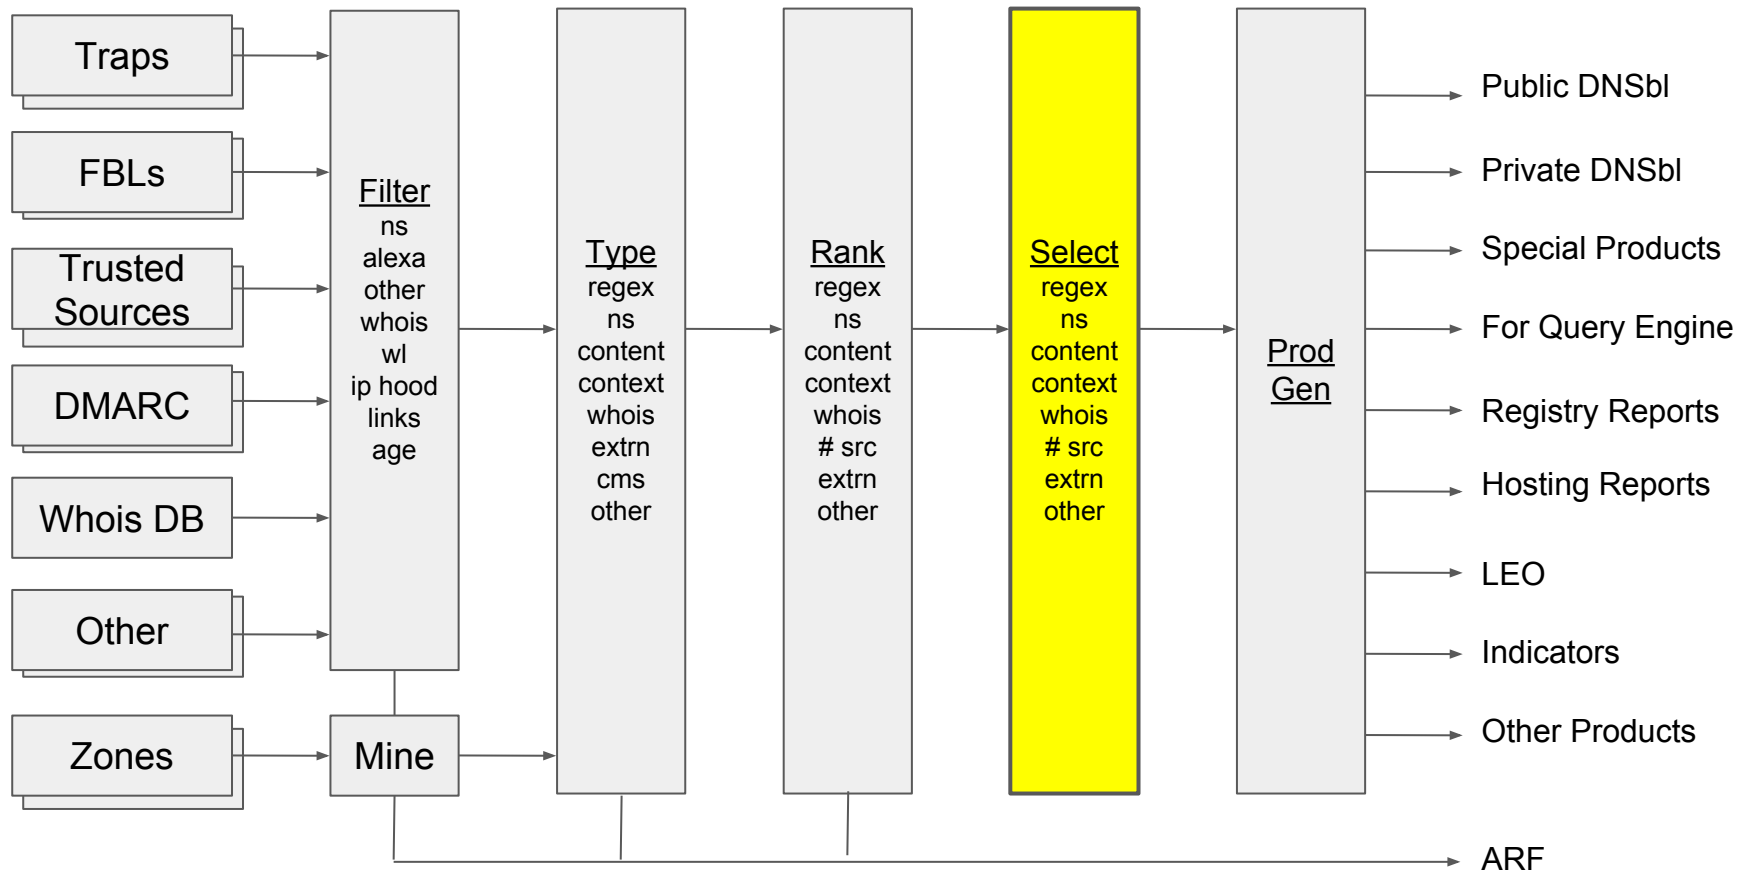 Traps
FBLs
Trusted
Sources
DMARC
Whois DB
Other
Zones
Filter
ns
alexa
other
whois
wl
ip hood
links
age
Mine
Type
regex
ns
content
context
whois
extrn
cms
other
Rank
regex
ns
content
context
whois
# src
extrn
other
Select
regex
ns
content
context
whois
# src
extrn
other
Prod
Gen
Public DNSbl
Private DNSbl
Special Products
For Query Engine
Registry Reports
Hosting Reports
LEO
Indicators
Other Products
ARF